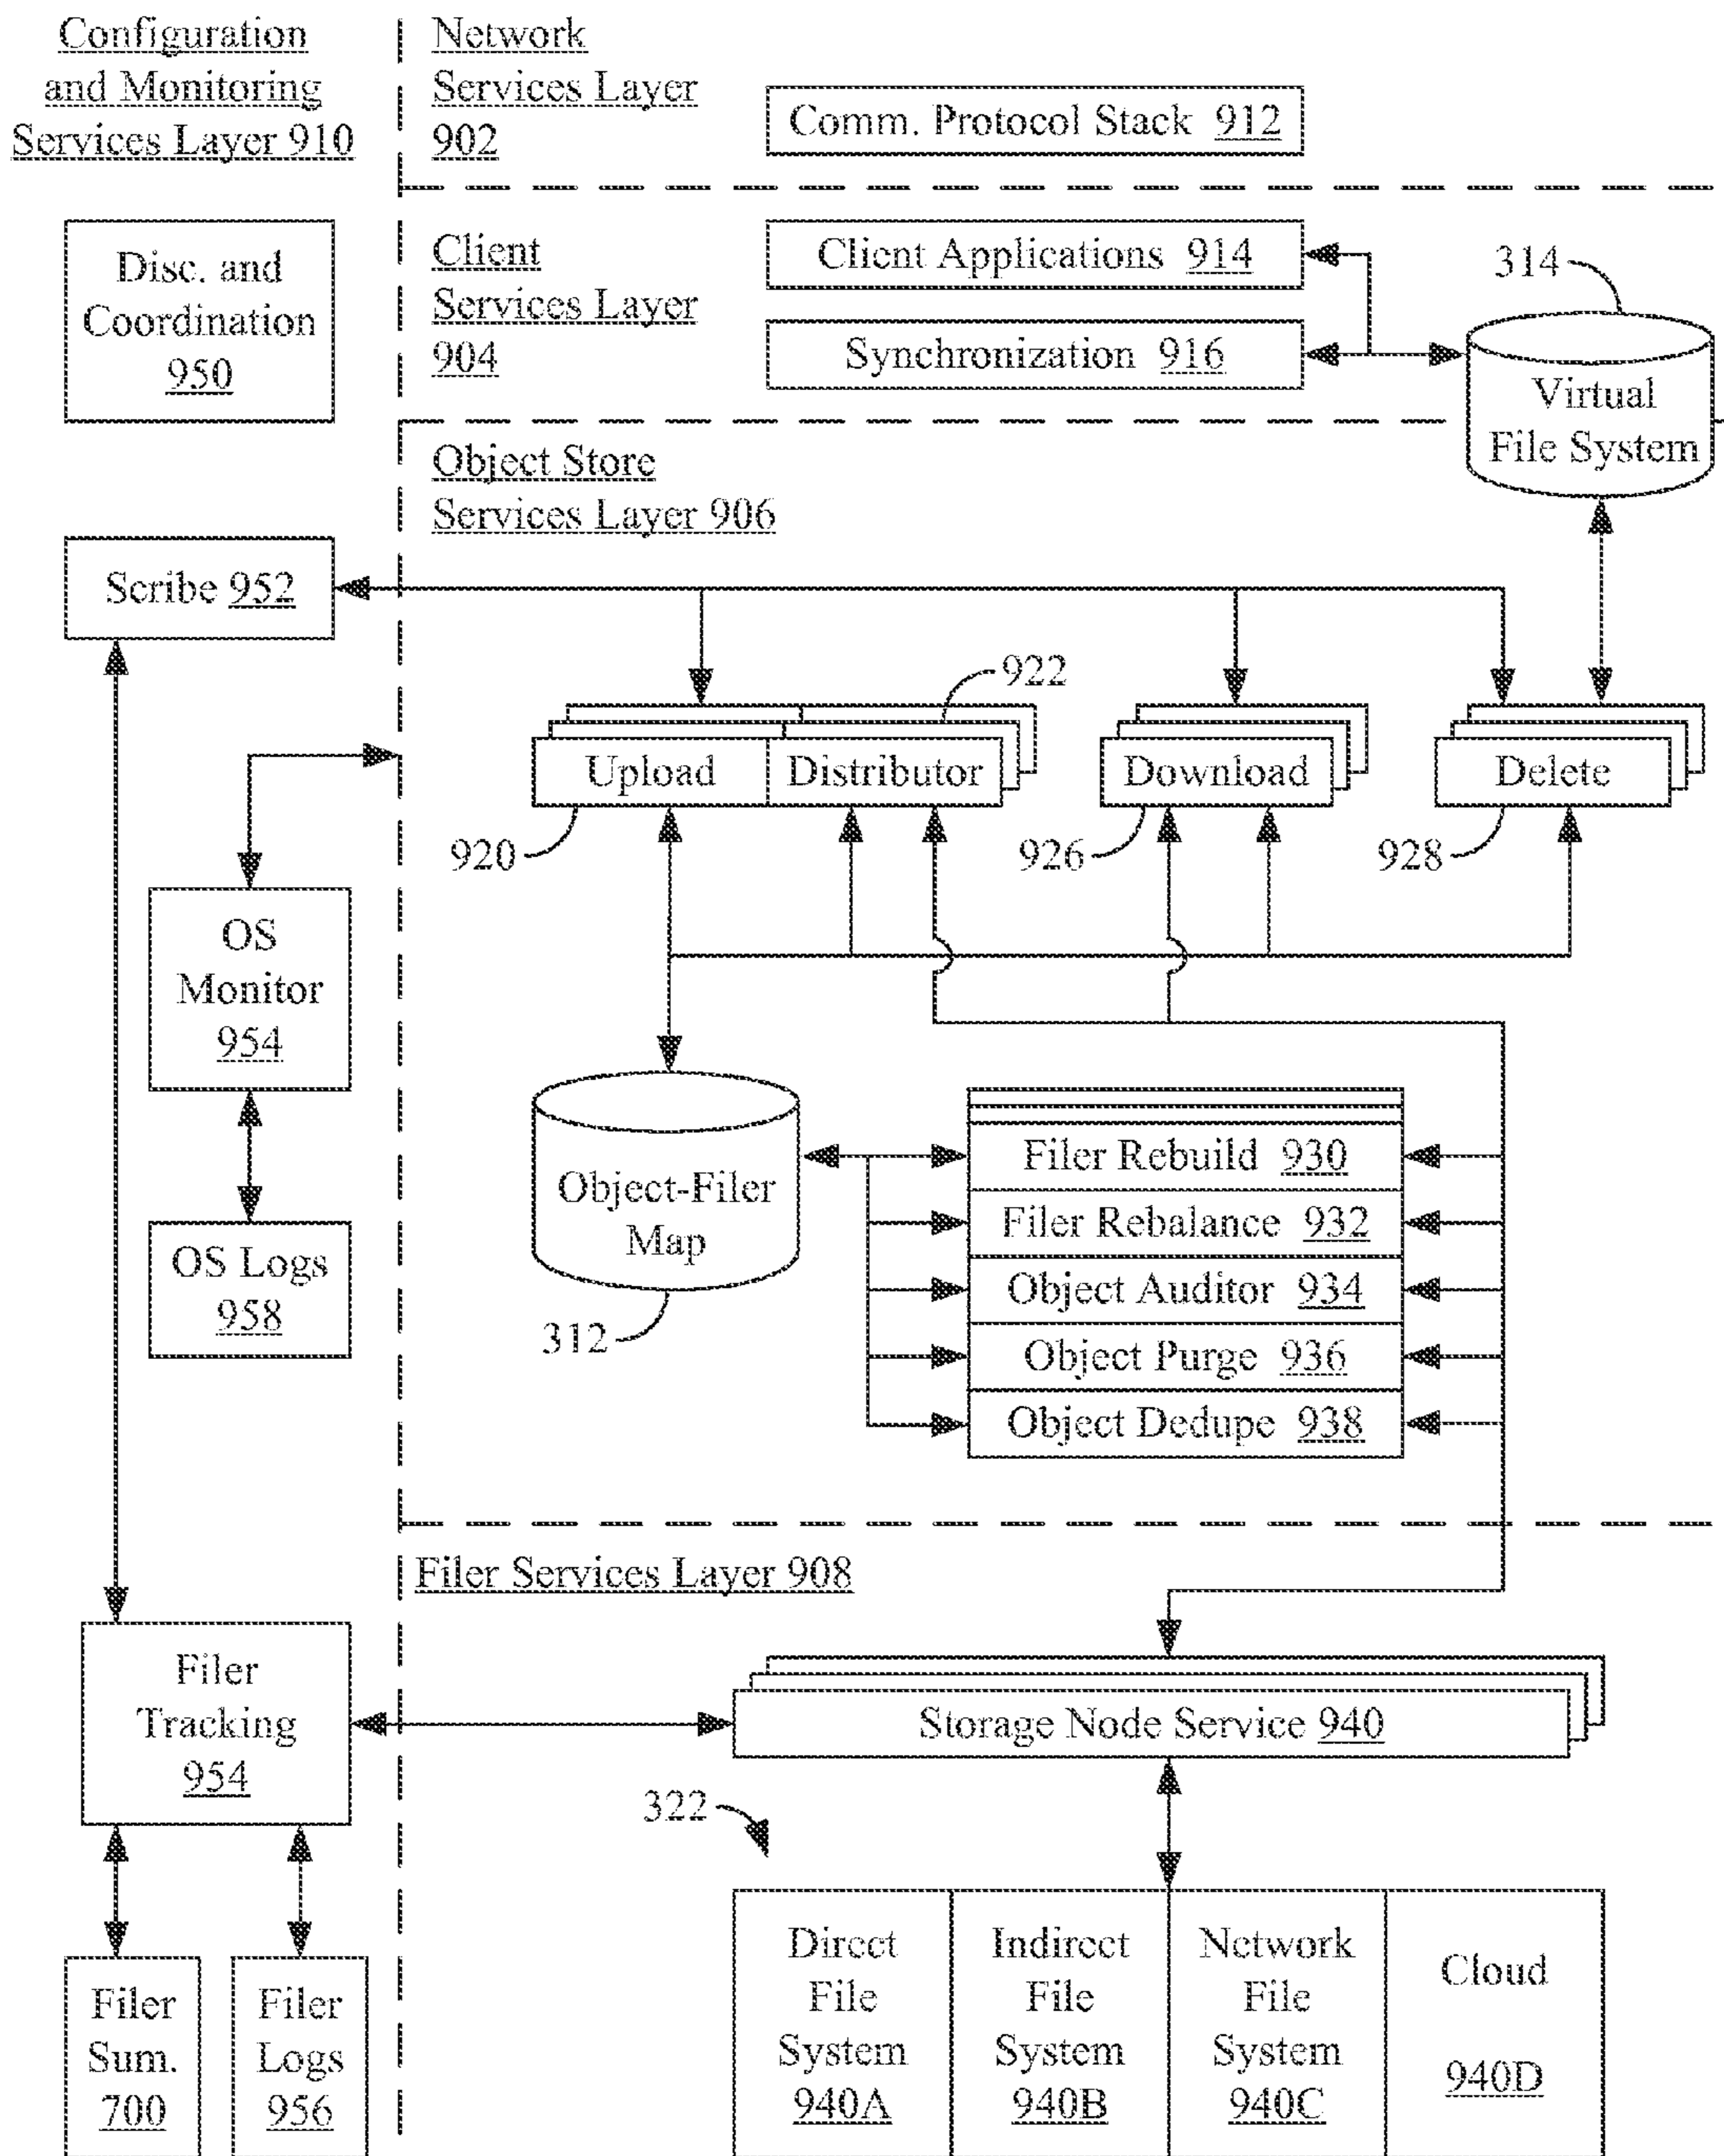 Configuration
and Monitoring
Services Layer 910
Network
Services Layer
902
Comm. Protocol Stack 912
Disc. and
Coordination
950
Client
Services Layer
904
Client Applications 914
Synchronization 916
314
Virtual
File System
Object Store
Services Layer 906
Scribe 952
922
Upload
Distributor
Download
Delete
920
926
928
OS
Monitor
954
OS Logs
958
Object-Filer
Map
312
Filer Rebuild 930
Filer Rebalance 932
Object Auditor 934
Object Purge 936
Object Dedupe 938
Filer Services Layer 908
Filer
Tracking
954
Storage Node Service 940
322
Filer
Sum.
700
Filer
Logs
956
Direct
File
System
940A
Indirect
File
System
940B
Network
File
System
940C
Cloud
940D